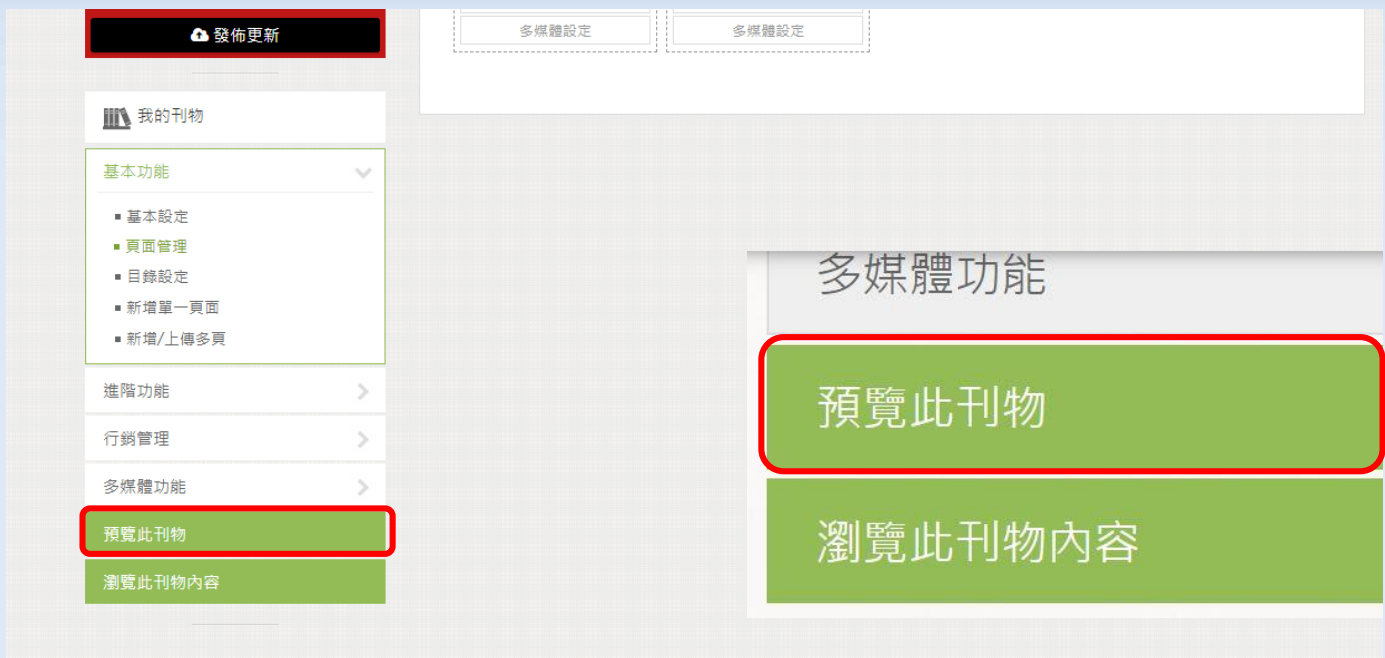 發佈更新
多媒體設定
多媒體設定
我的刊物
基本功能
基本設定
頁面管理
目錄設定
新增單一頁面
新增/上傳多頁
進階功能
行銷管理
多媒體功能
預覽此刊物
瀏覽此刊物內容
多媒體功能
預覽此刊物
瀏覽此刊物內容